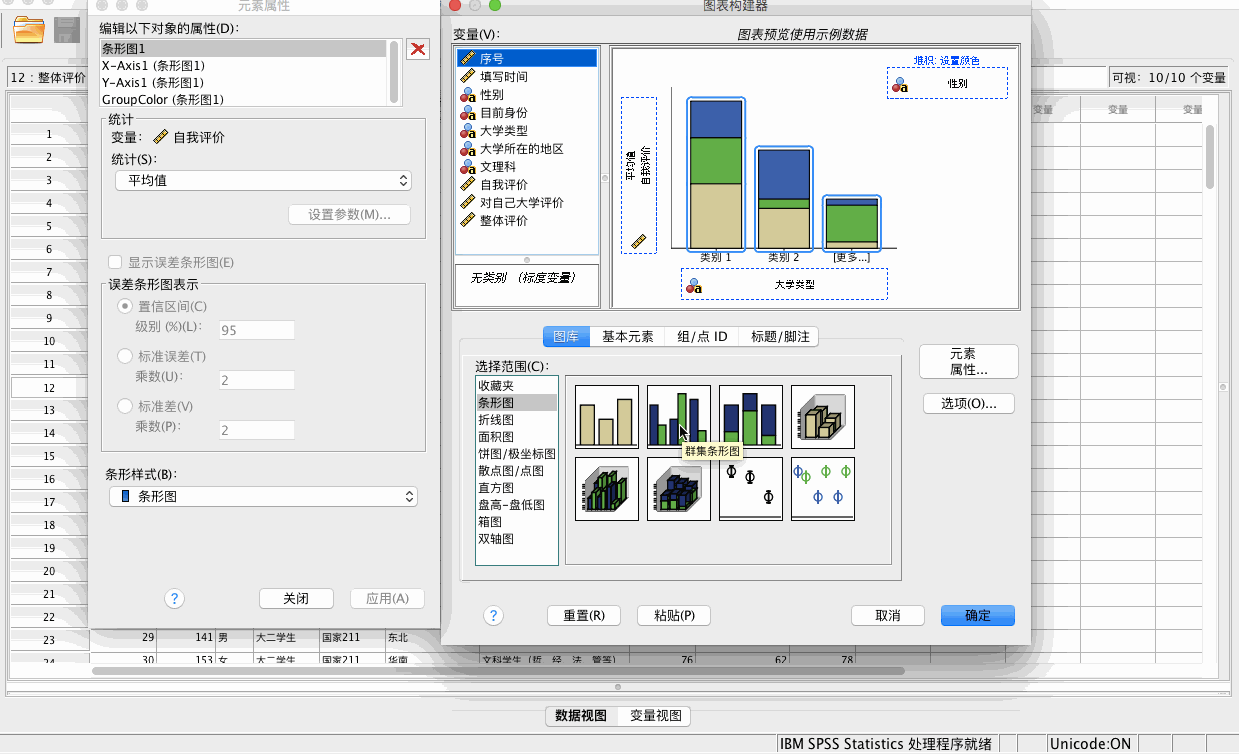 元素属性
编辑以下对象的属性(D):
条形图1
X-Axis1 (条形图1)
Y-Axis1 (条形图1)
GroupColor (条形图1)
统计
变量: 自我评价
统计(S):
平均值
设置参数(M)...
显示误差条形图(E)
误差条形图表示
置信区间(C)
级别 (%)(L): 95
标准误差(T)
乘数(U): 2
标准差(V)
乘数(P): 2
条形样式(B):
条形图
?
关闭
应用(A)
图表构建器
变量(V):
图表预览使用示例数据
序号
填写时间
性别
目前身份
大学类型
大学所在的地区
文理科
自我评价
对自己大学评价
整体评价
无类别 (标度变量)
堆积: 设置颜色
性别
平均值
自我评价
类别 1
类别 2
[更多...]
大学类型
图库
基本元素
组/点 ID
标题/脚注
选择范围(C):
收藏夹
条形图
折线图
面积图
饼图/极坐标图
散点图/点图
直方图
盘高-盘低图
箱图
双轴图
群集条形图
元素
属性...
选项(O)...
?
重置(R)
粘贴(P)
取消
确定
12 : 整体评价
可视: 10/10 个变量
变量
变量
变量
1
2
3
4
5
6
7
8
9
10
11
12
13
14
15
16
17
18
19
20
21
22
23
24
29 141 男 大二学生 国家211 东北
30 153 女 大二学生 国家211 华南 文科学生（哲、经、法、管等） 76 62 78
数据视图
变量视图
IBM SPSS Statistics 处理程序就绪
Unicode:ON